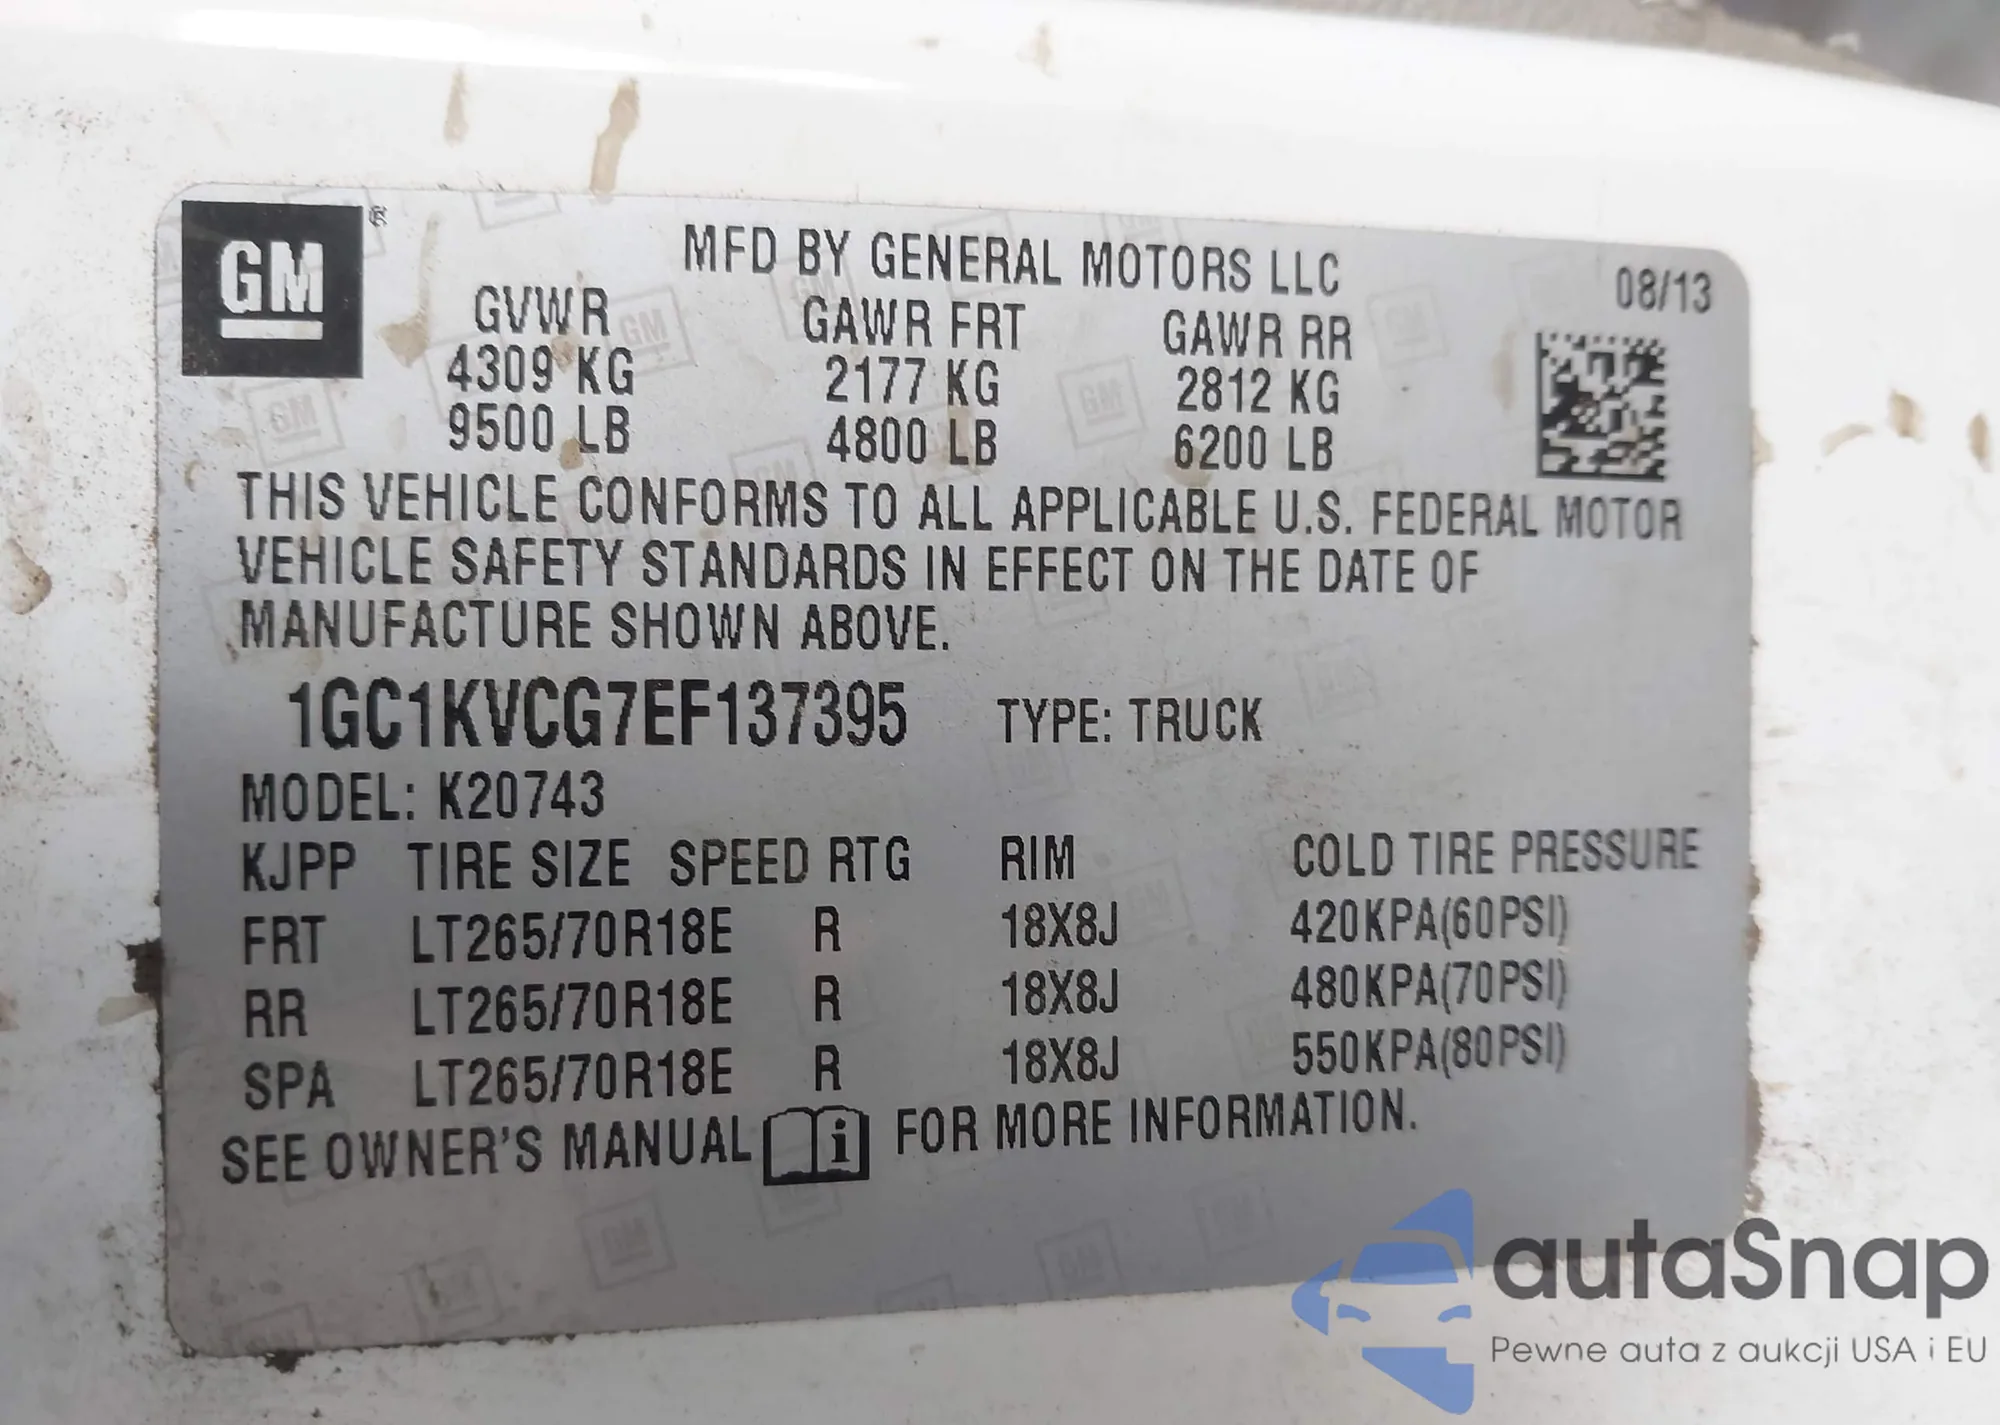 GM ®
MFD BY GENERAL MOTORS LLC
08/13
GVWR GAWR FRT GAWR RR
4309 KG 2177 KG 2812 KG
9500 LB 4800 LB 6200 LB
THIS VEHICLE CONFORMS TO ALL APPLICABLE U.S. FEDERAL MOTOR
VEHICLE SAFETY STANDARDS IN EFFECT ON THE DATE OF
MANUFACTURE SHOWN ABOVE.
1GC1KVCG7EF137395 TYPE: TRUCK
MODEL: K20743
KJPP TIRE SIZE SPEED RTG RIM COLD TIRE PRESSURE
FRT LT265/70R18E R 18X8J 420KPA(60PSI)
RR LT265/70R18E R 18X8J 480KPA(70PSI)
SPA LT265/70R18E R 18X8J 550KPA(80PSI)
SEE OWNER'S MANUAL i FOR MORE INFORMATION.
autaSnap
Pewne auta z aukcji USA i EU